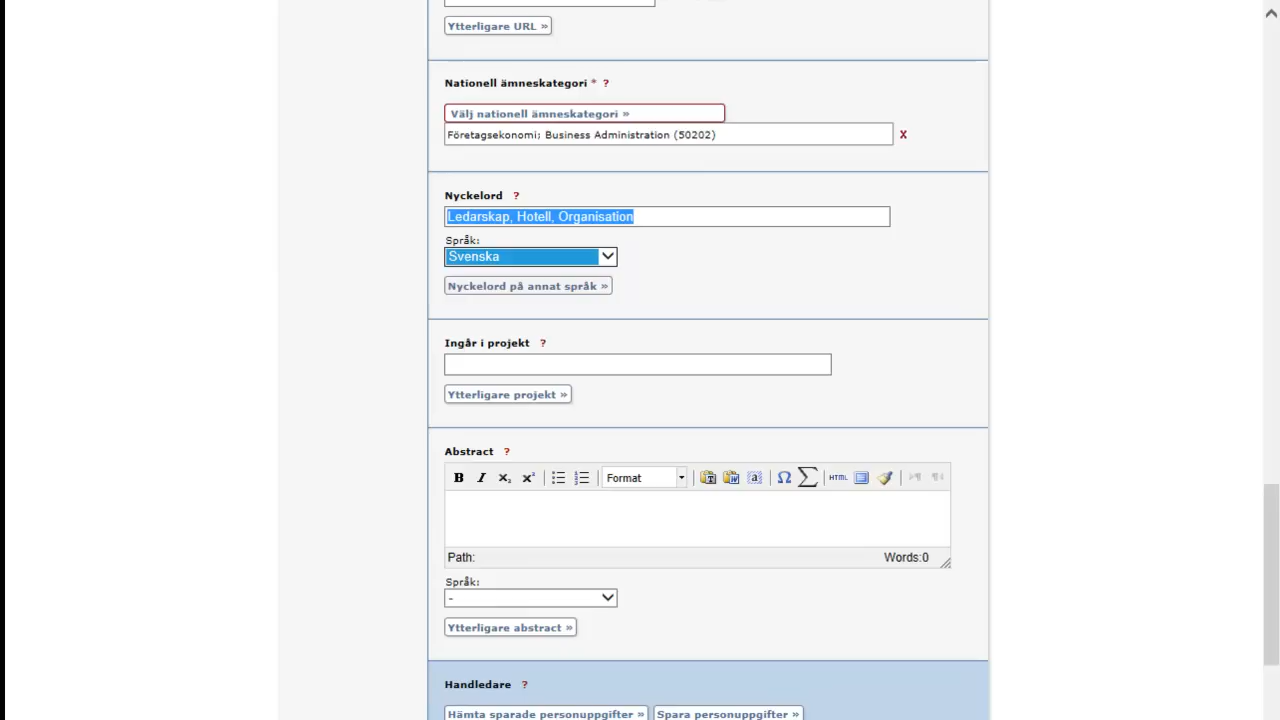 Ytterligare URL »
Nationell ämneskategori * ?
Välj nationell ämneskategori »
Företagsekonomi; Business Administration (50202) X
Nyckelord ?
Ledarskap, Hotell, Organisation
Språk:
Svenska
Nyckelord på annat språk »
Ingår i projekt ?
Ytterligare projekt »
Abstract ?
B I x₂ x² Format Ω Σ HTML
Path: Words:0
Språk:
-
Ytterligare abstract »
Handledare ?
Hämta sparade personuppgifter » Spara personuppgifter »